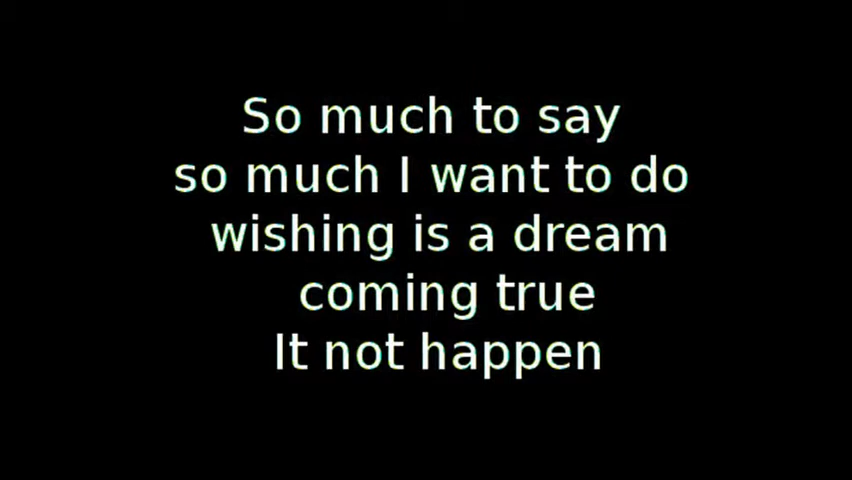 So much to say
so much I want to do
wishing is a dream
coming true
It not happen